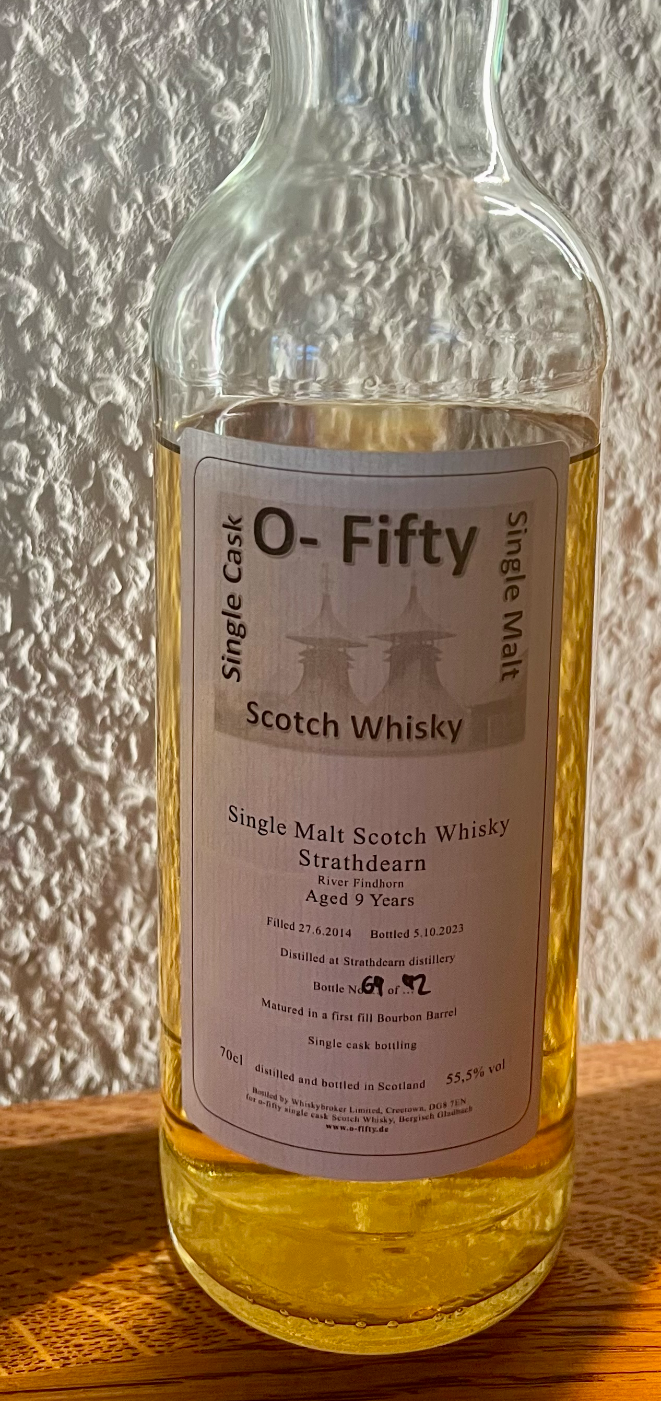 O- Fifty
Single Cask
Single Malt
Scotch Whisky
Single Malt Scotch Whisky
Strathdearn
River Findhorn
Aged 9 Years
Filled 27.6.2014 Bottled 5.10.2023
Distilled at Strathdearn distillery
Bottle No 69 of ..92
Matured in a first fill Bourbon Barrel
Single cask bottling
70cl distilled and bottled in Scotland 55,5% vol
Bottled by Whiskybroker Limited, Creetown, DG8 7EN
for o-fifty single cask Scotch Whisky, Bergisch Gladbach
www.o-fifty.de